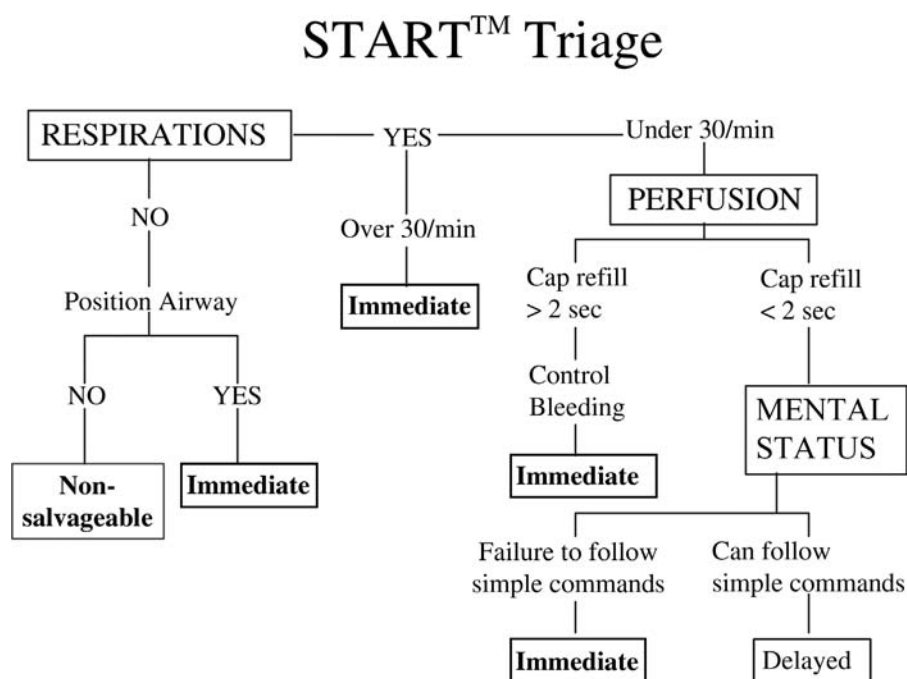 START™ Triage
RESPIRATIONS
YES
Under 30/min
NO
Over 30/min
Immediate
Position Airway
NO
YES
Non-
salvageable
Immediate
PERFUSION
Cap refill
> 2 sec
Cap refill
< 2 sec
Control
Bleeding
Immediate
MENTAL
STATUS
Failure to follow
simple commands
Can follow
simple commands
Immediate
Delayed